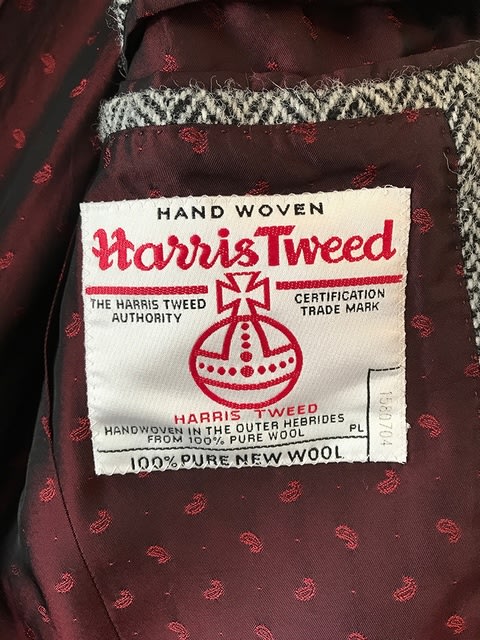 HAND WOVEN
Harris Tweed
THE HARRIS TWEED
AUTHORITY
CERTIFICATION
TRADE MARK
HARRIS TWEED
HANDWOVEN IN THE OUTER HEBRIDES
FROM 100% PURE WOOL
PL
1580704
100% PURE NEW WOOL